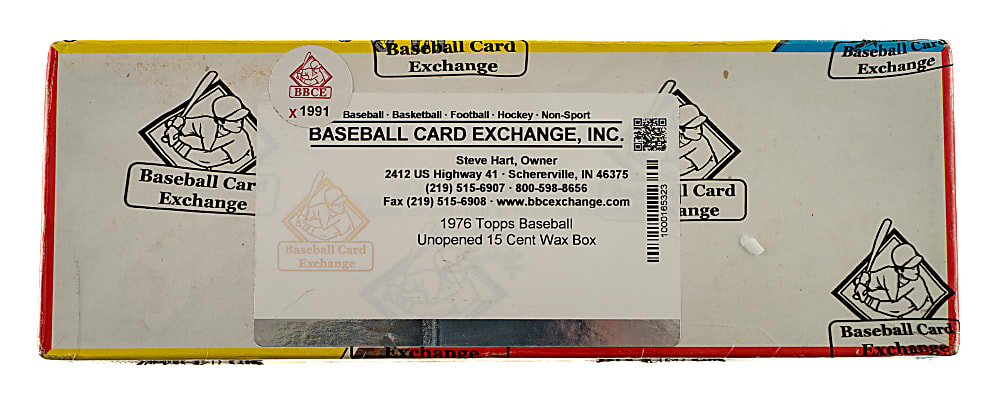 Baseball Card
Exchange
Baseball Card
Exchange
BBCE
X 1991
Baseball · Basketball · Football · Hockey · Non-Sport
BASEBALL CARD EXCHANGE, INC.
Steve Hart, Owner
2412 US Highway 41 · Schererville, IN 46375
(219) 515-6907 · 800-598-8656
Fax (219) 515-6908 · www.bbcexchange.com
1976 Topps Baseball
Unopened 15 Cent Wax Box
1000165323
Baseball Car
Exchange
l Card
ange
Baseball Card
Exchange
Baseball Card
Exchange
Exchange